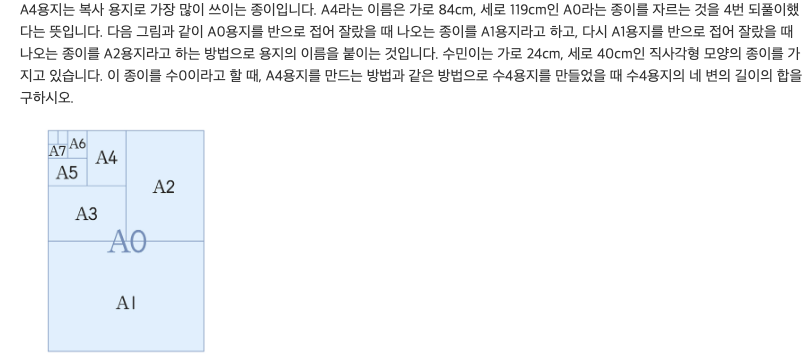 A4용지는 복사 용지로 가장 많이 쓰이는 종이입니다. A4라는 이름은 가로 84cm, 세로 119cm인 A0라는 종이를 자르는 것을 4번 되풀이했
다는 뜻입니다. 다음 그림과 같이 A0용지를 반으로 접어 잘랐을 때 나오는 종이를 A1용지라고 하고, 다시 A1용지를 반으로 접어 잘랐을 때
나오는 종이를 A2용지라고 하는 방법으로 용지의 이름을 붙이는 것입니다. 수민이는 가로 24cm, 세로 40cm인 직사각형 모양의 종이를 가
지고 있습니다. 이 종이를 수0이라고 할 때, A4용지를 만드는 방법과 같은 방법으로 수4용지를 만들었을 때 수4용지의 네 변의 길이의 합을
구하시오.
A7 A6
A4
A5
A2
A3
A0
A1